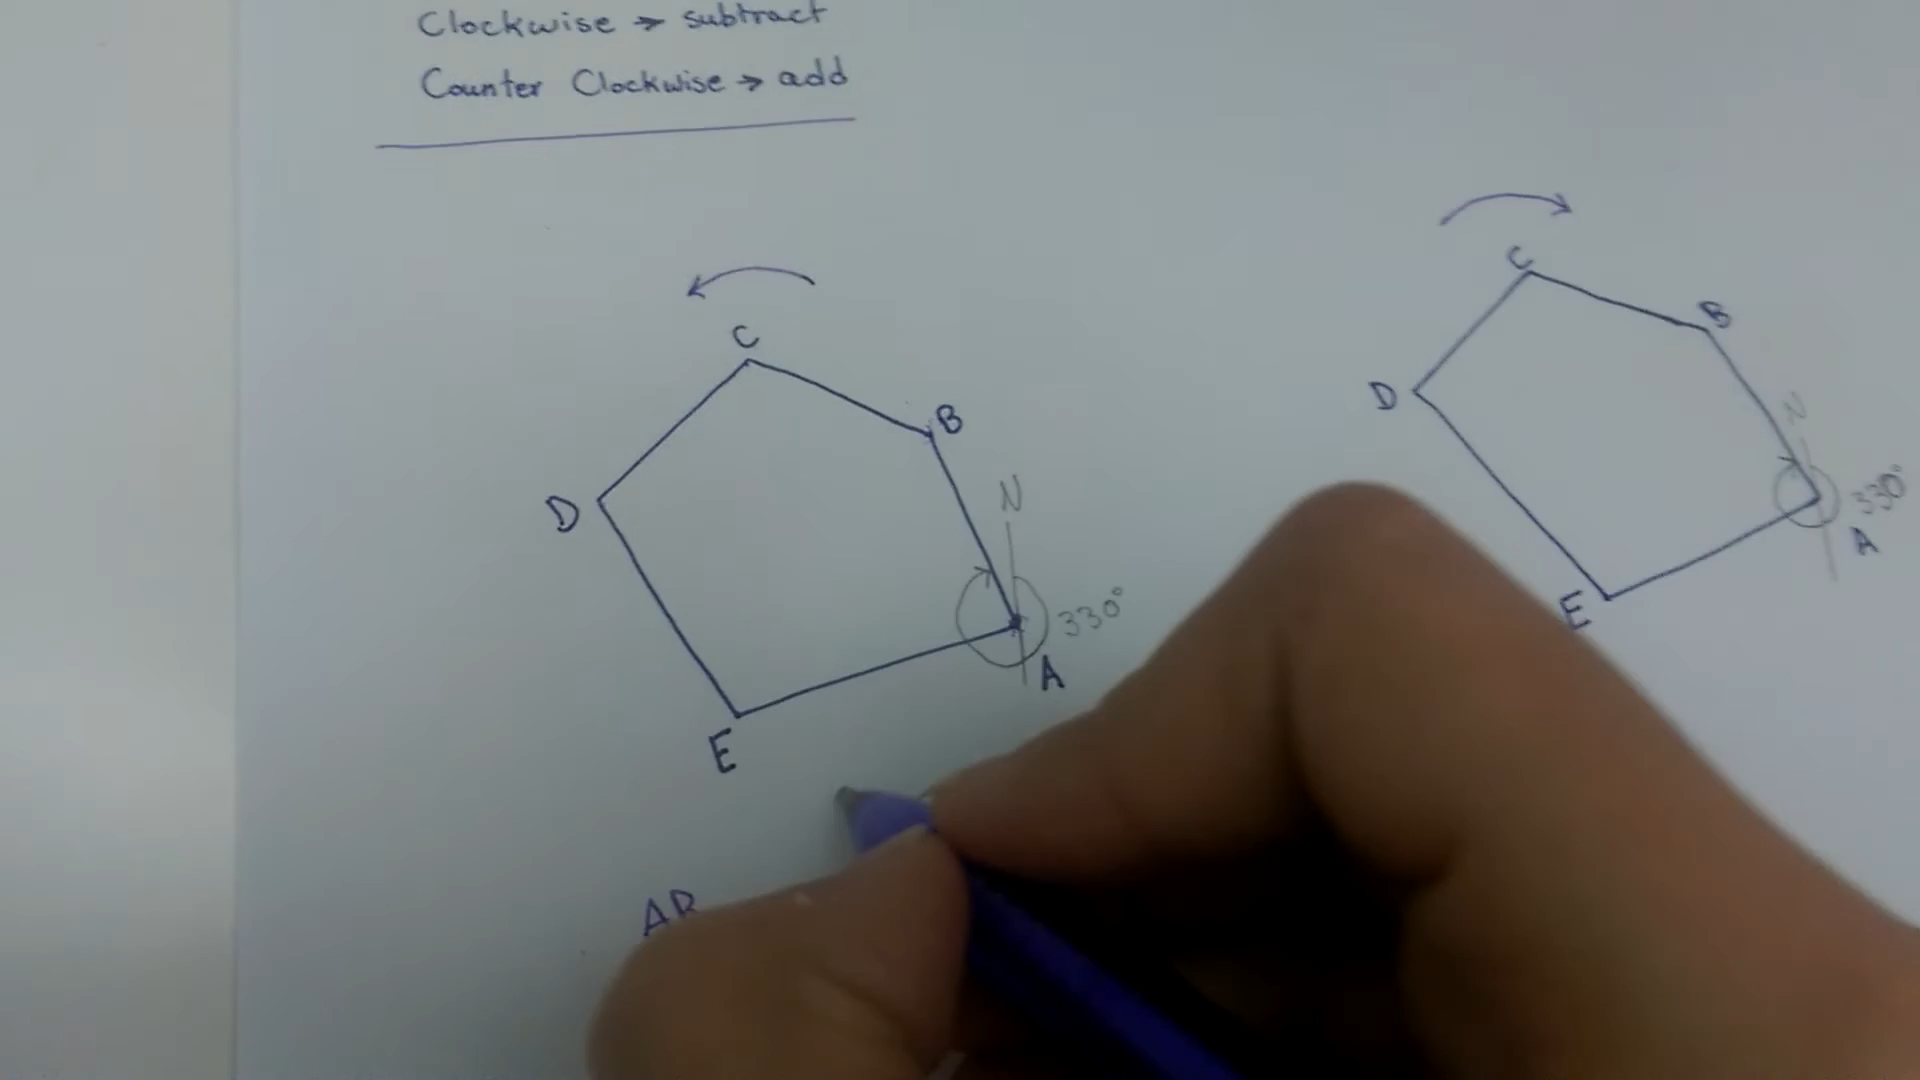 Clockwise → subtract
Counter Clockwise → add
C
B
D
N
330°
A
E
AB
C
B
D
N
330°
A
E